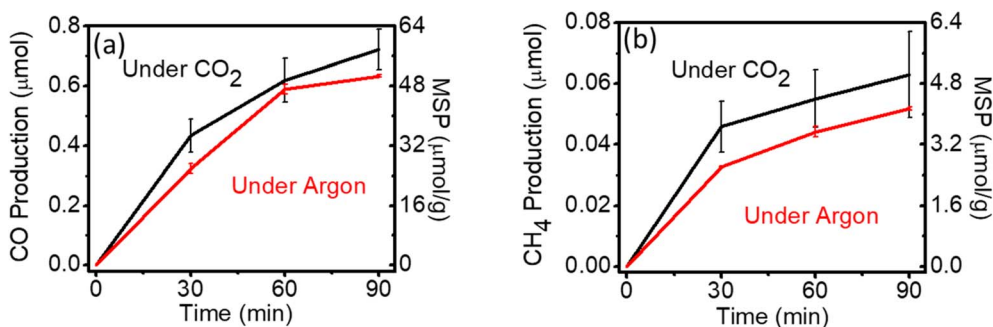 (a)
Under CO2
Under Argon
CO Production (μmol)
0.8
0.6
0.4
0.2
0.0
64
48
32
16
0
MSP (μmol/g)
0 30 60 90
Time (min)
(b)
Under CO2
Under Argon
CH4 Production (μmol)
0.08
0.06
0.04
0.02
0.00
6.4
4.8
3.2
1.6
0.0
MSP (μmol/g)
0 30 60 90
Time (min)